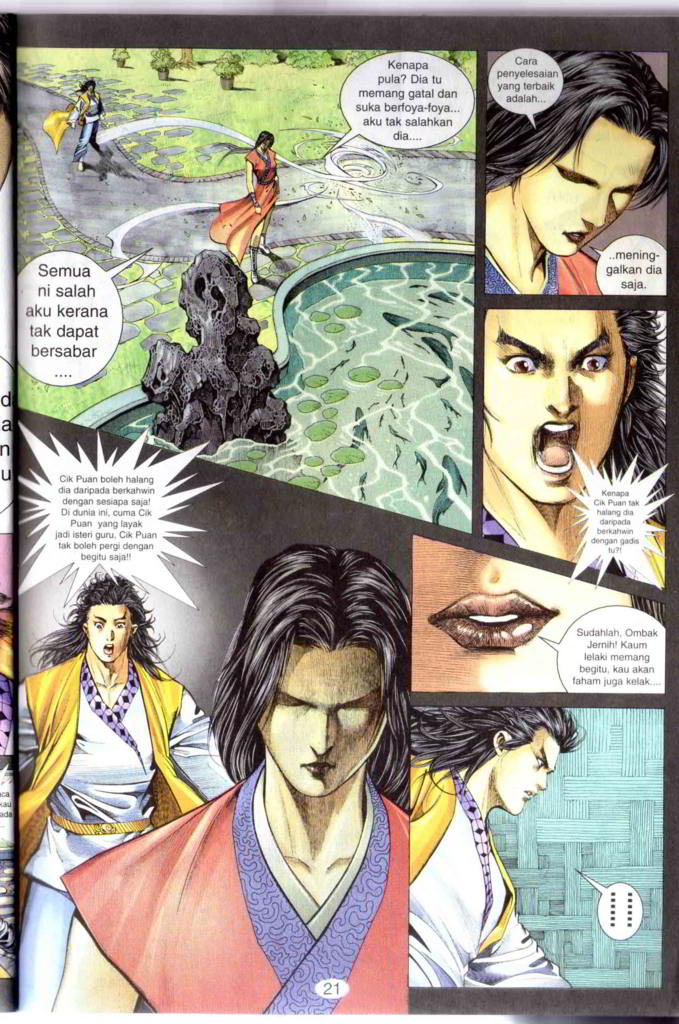 Kenapa
pula? Dia tu
memang gatal dan
suka berfoya-foya...
aku tak salahkan
dia....
Semua
ni salah
aku kerana
tak dapat
bersabar
....
Cara
penyelesaian
yang terbaik
adalah...
..mening-
galkan dia
saja.
Kenapa
Cik Puan tak
halang dia
daripada
berkahwin
dengan gadis
tu?!
Cik Puan boleh halang
dia daripada berkahwin
dengan sesiapa saja!
Di dunia ini, cuma Cik
Puan yang layak
jadi isteri guru, Cik Puan
tak boleh pergi dengan
begitu saja!!
Sudahlah, Ombak
Jernih! Kaum
lelaki memang
begitu, kau akan
faham juga kelak....
21